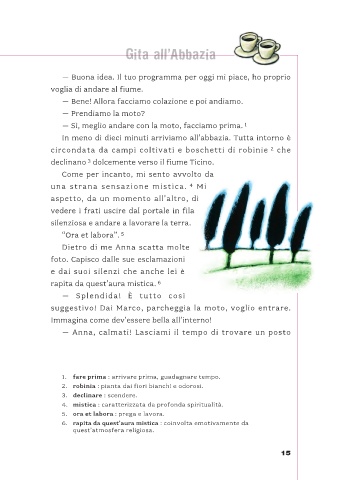 Gita all'Abbazia
— Buona idea. Il tuo programma per oggi mi piace, ho proprio
voglia di andare al fiume.
— Bene! Allora facciamo colazione e poi andiamo.
— Prendiamo la moto?
— Sì, meglio andare con la moto, facciamo prima. 1
In meno di dieci minuti arriviamo all'abbazia. Tutta intorno è
circondata da campi coltivati e boschetti di robinie 2 che
declinano 3 dolcemente verso il fiume Ticino.
Come per incanto, mi sento avvolto da
una strana sensazione mistica. 4 Mi
aspetto, da un momento all'altro, di
vedere i frati uscire dal portale in fila
silenziosa e andare a lavorare la terra.
"Ora et labora". 5
Dietro di me Anna scatta molte
foto. Capisco dalle sue esclamazioni
e dai suoi silenzi che anche lei è
rapita da quest'aura mistica. 6
— Splendida! È tutto così
suggestivo! Dai Marco, parcheggia la moto, voglio entrare.
Immagina come dev'essere bella all'interno!
— Anna, calmati! Lasciami il tempo di trovare un posto
1. fare prima : arrivare prima, guadagnare tempo.
2. robinia : pianta dai fiori bianchi e odorosi.
3. declinare : scendere.
4. mistica : caratterizzata da profonda spiritualità.
5. ora et labora : prega e lavora.
6. rapita da quest'aura mistica : coinvolta emotivamente da
quest'atmosfera religiosa.
15